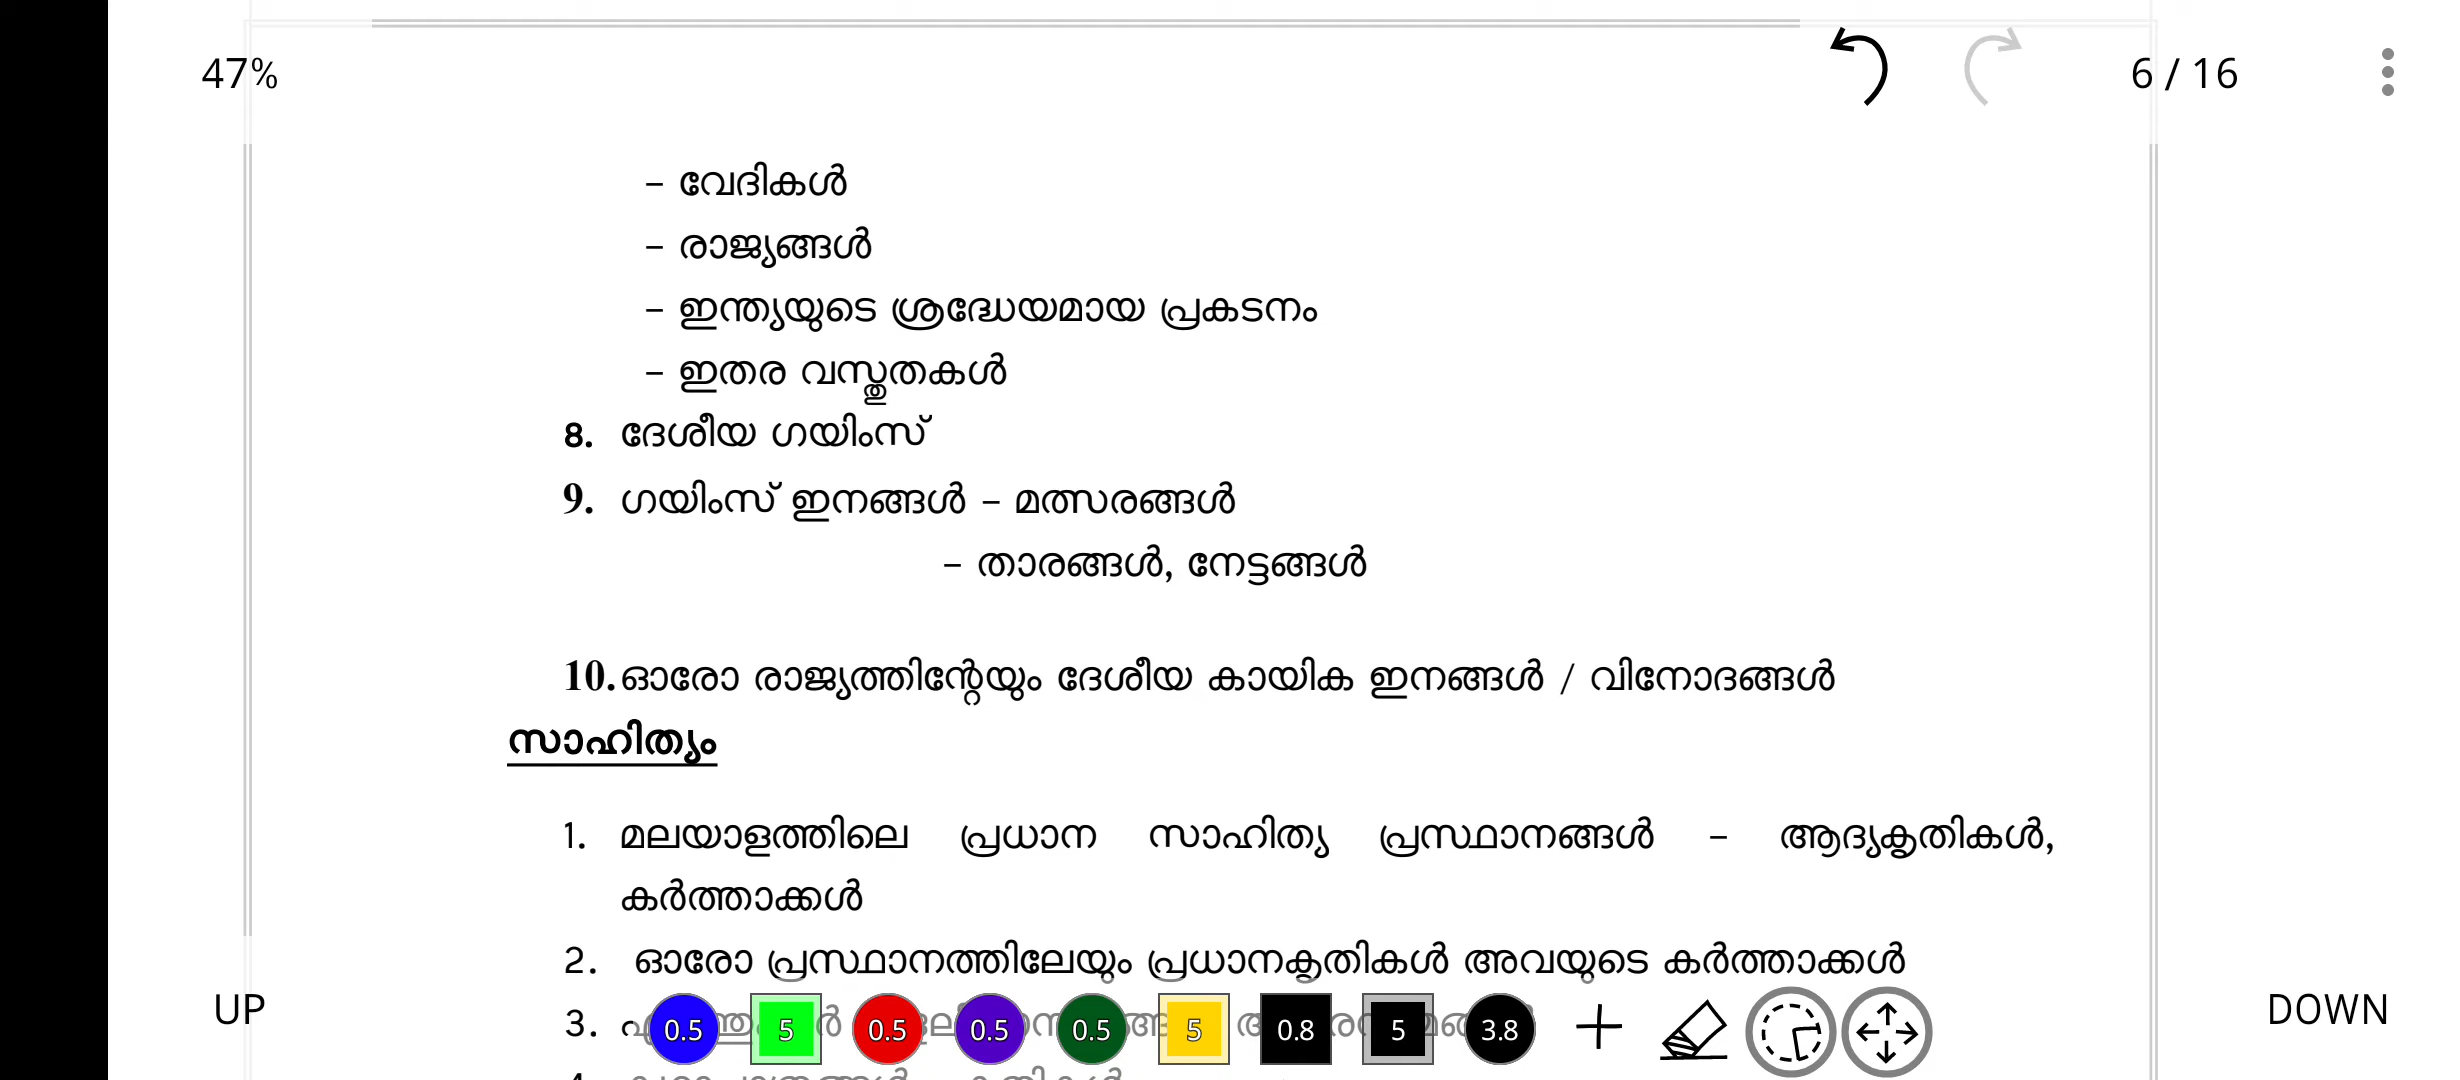 47%
6 / 16
– വേദികൾ
– രാജ്യങ്ങൾ
– ഇന്ത്യയുടെ ശ്രദ്ധേയമായ പ്രകടനം
– ഇതര വസ്തുതകൾ
8. ദേശീയ ഗയിംസ്
9. ഗയിംസ് ഇനങ്ങൾ – മത്സരങ്ങൾ
– താരങ്ങൾ, നേട്ടങ്ങൾ
10. ഓരോ രാജ്യത്തിന്റേയും ദേശീയ കായിക ഇനങ്ങൾ / വിനോദങ്ങൾ
സാഹിത്യം
1. മലയാളത്തിലെ പ്രധാന സാഹിത്യ പ്രസ്ഥാനങ്ങൾ – ആദ്യകൃതികൾ,
കർത്താക്കൾ
2. ഓരോ പ്രസ്ഥാനത്തിലേയും പ്രധാനകൃതികൾ അവയുടെ കർത്താക്കൾ
UP
DOWN
3.
0.5 5 0.5 0.5 0.5 5 0.8 5 3.8